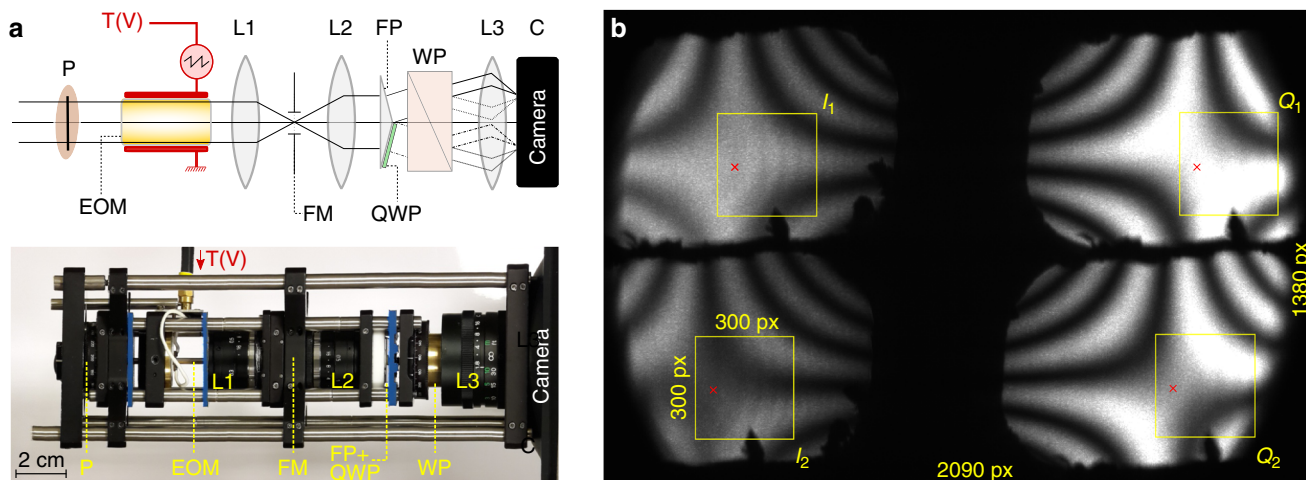 a
T(V)
P
L1
L2
FP
WP
L3
C
EOM
FM
QWP
Camera
T(V)
L1
L2
L3
Camera
C
P
EOM
FM
FP+
QWP
WP
2 cm
b
I1
Q1
300 px
300 px
I2
Q2
2090 px
1380 px